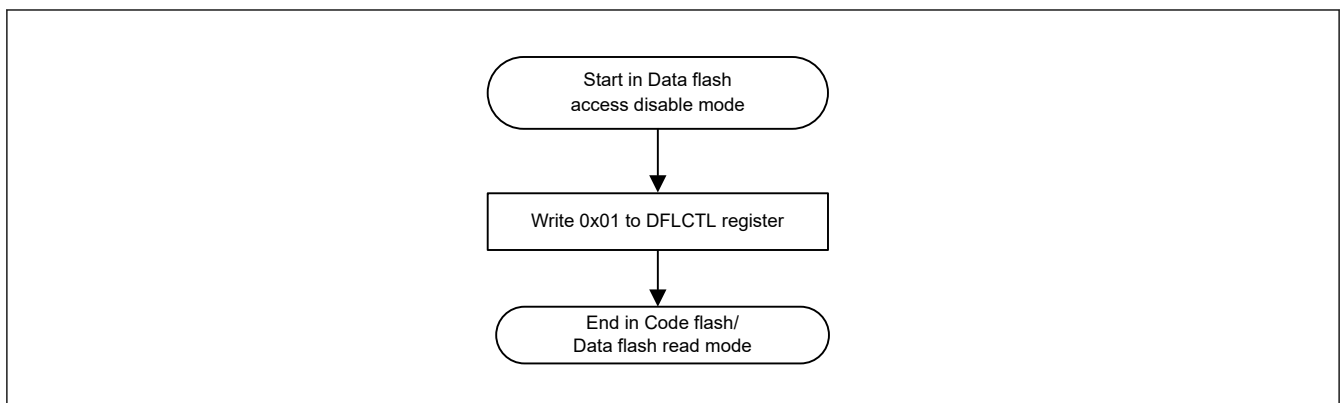 Start in Data flash
access disable mode
Write 0x01 to DFLCTL register
End in Code flash/
Data flash read mode